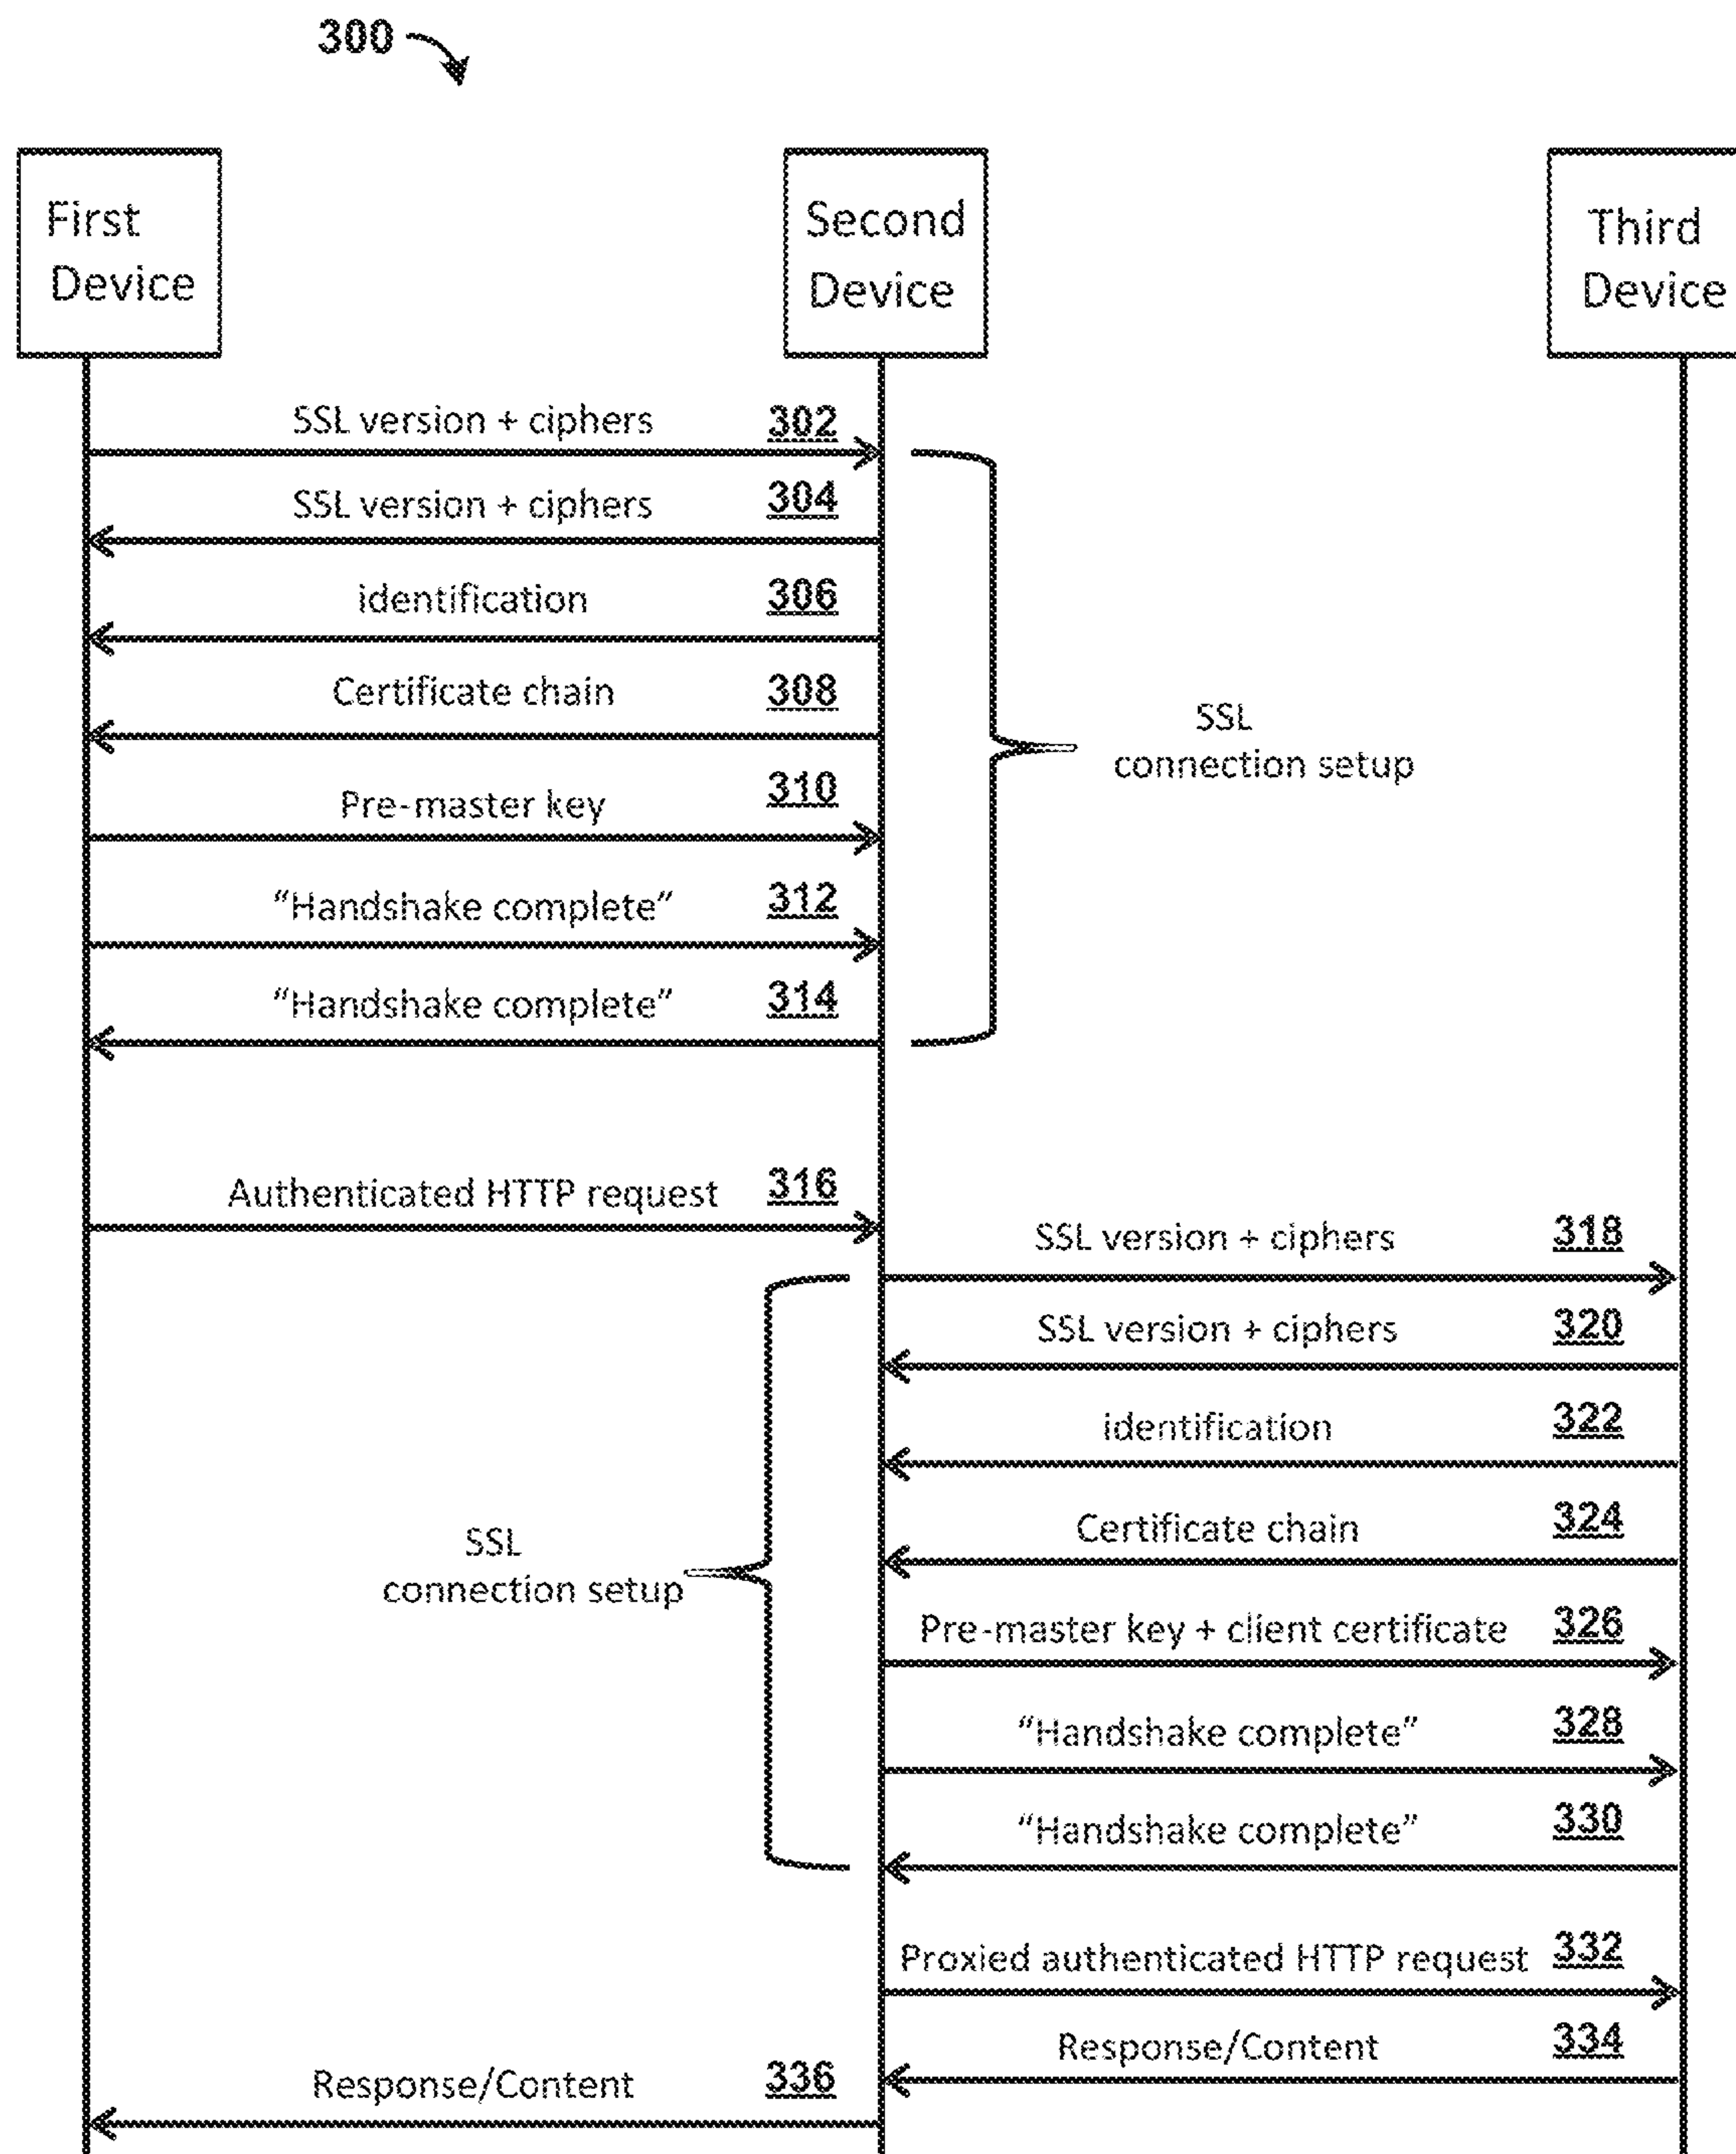 300
First
Device
Second
Device
Third
Device
SSL version + ciphers 302
SSL version + ciphers 304
identification 306
Certificate chain 308
SSL
connection setup
Pre-master key 310
“Handshake complete” 312
“Handshake complete” 314
Authenticated HTTP request 316
SSL version + ciphers 318
SSL version + ciphers 320
identification 322
Certificate chain 324
SSL
connection setup
Pre-master key + client certificate 326
“Handshake complete” 328
“Handshake complete” 330
Proxied authenticated HTTP request 332
Response/Content 334
Response/Content 336